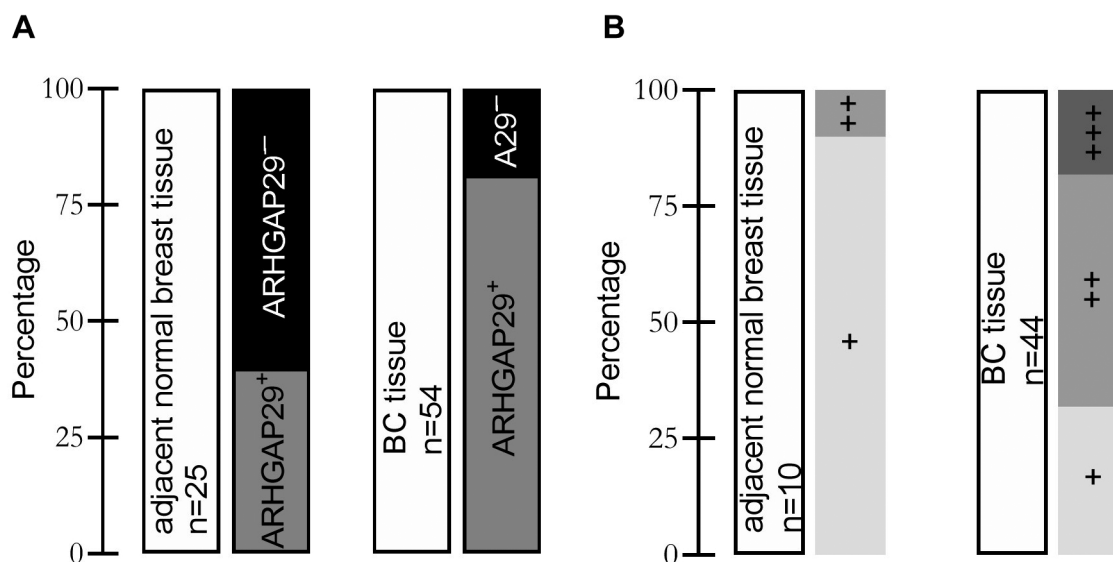 A
Percentage
100
75
50
25
0
adjacent normal breast tissue
n=25
ARHGAP29⁻
ARHGAP29⁺
BC tissue
n=54
A29⁻
ARHGAP29⁺
B
Percentage
100
75
50
25
0
adjacent normal breast tissue
n=10
+
+
+
BC tissue
n=44
+
+
+
+
+
+